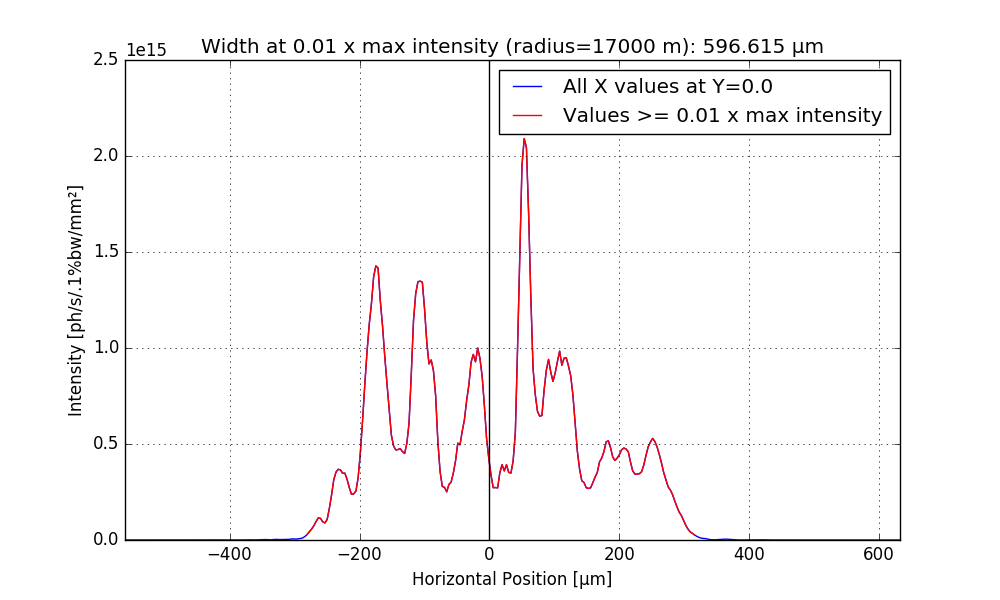 1e15
Width at 0.01 x max intensity (radius=17000 m): 596.615 µm
2.5
2.0
1.5
1.0
0.5
0.0
Intensity [ph/s/.1%bw/mm²]
All X values at Y=0.0
Values >= 0.01 x max intensity
−400
−200
0
200
400
600
Horizontal Position [µm]